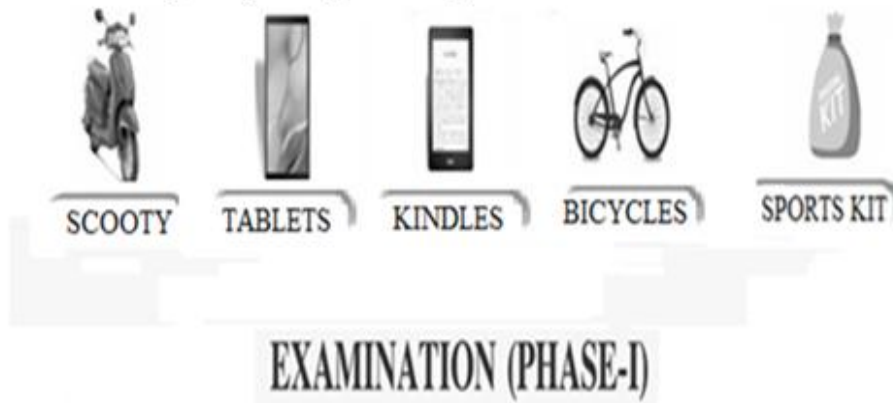 KIT
SCOOTY TABLETS KINDLES BICYCLES SPORTS KIT
EXAMINATION (PHASE-I)